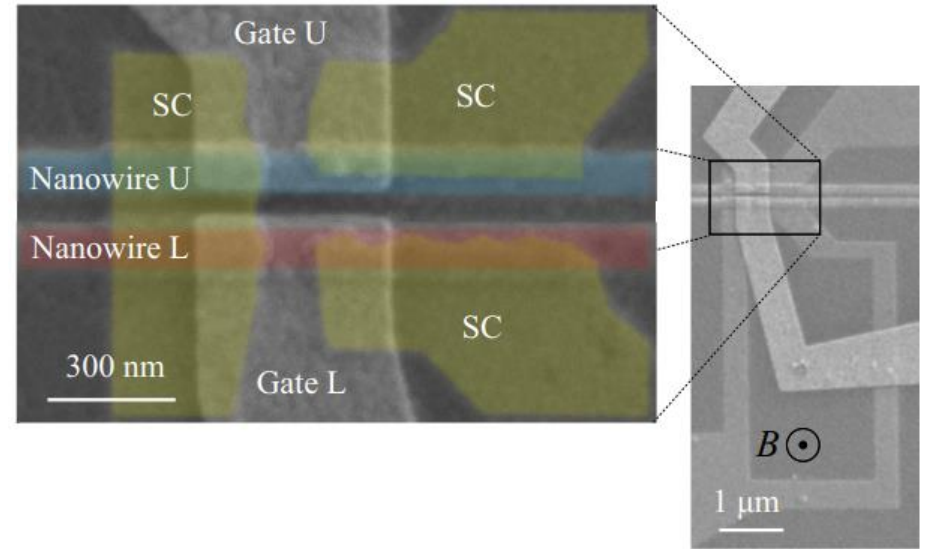 Gate U
SC
SC
Nanowire U
Nanowire L
SC
300 nm
Gate L
B
1 μm